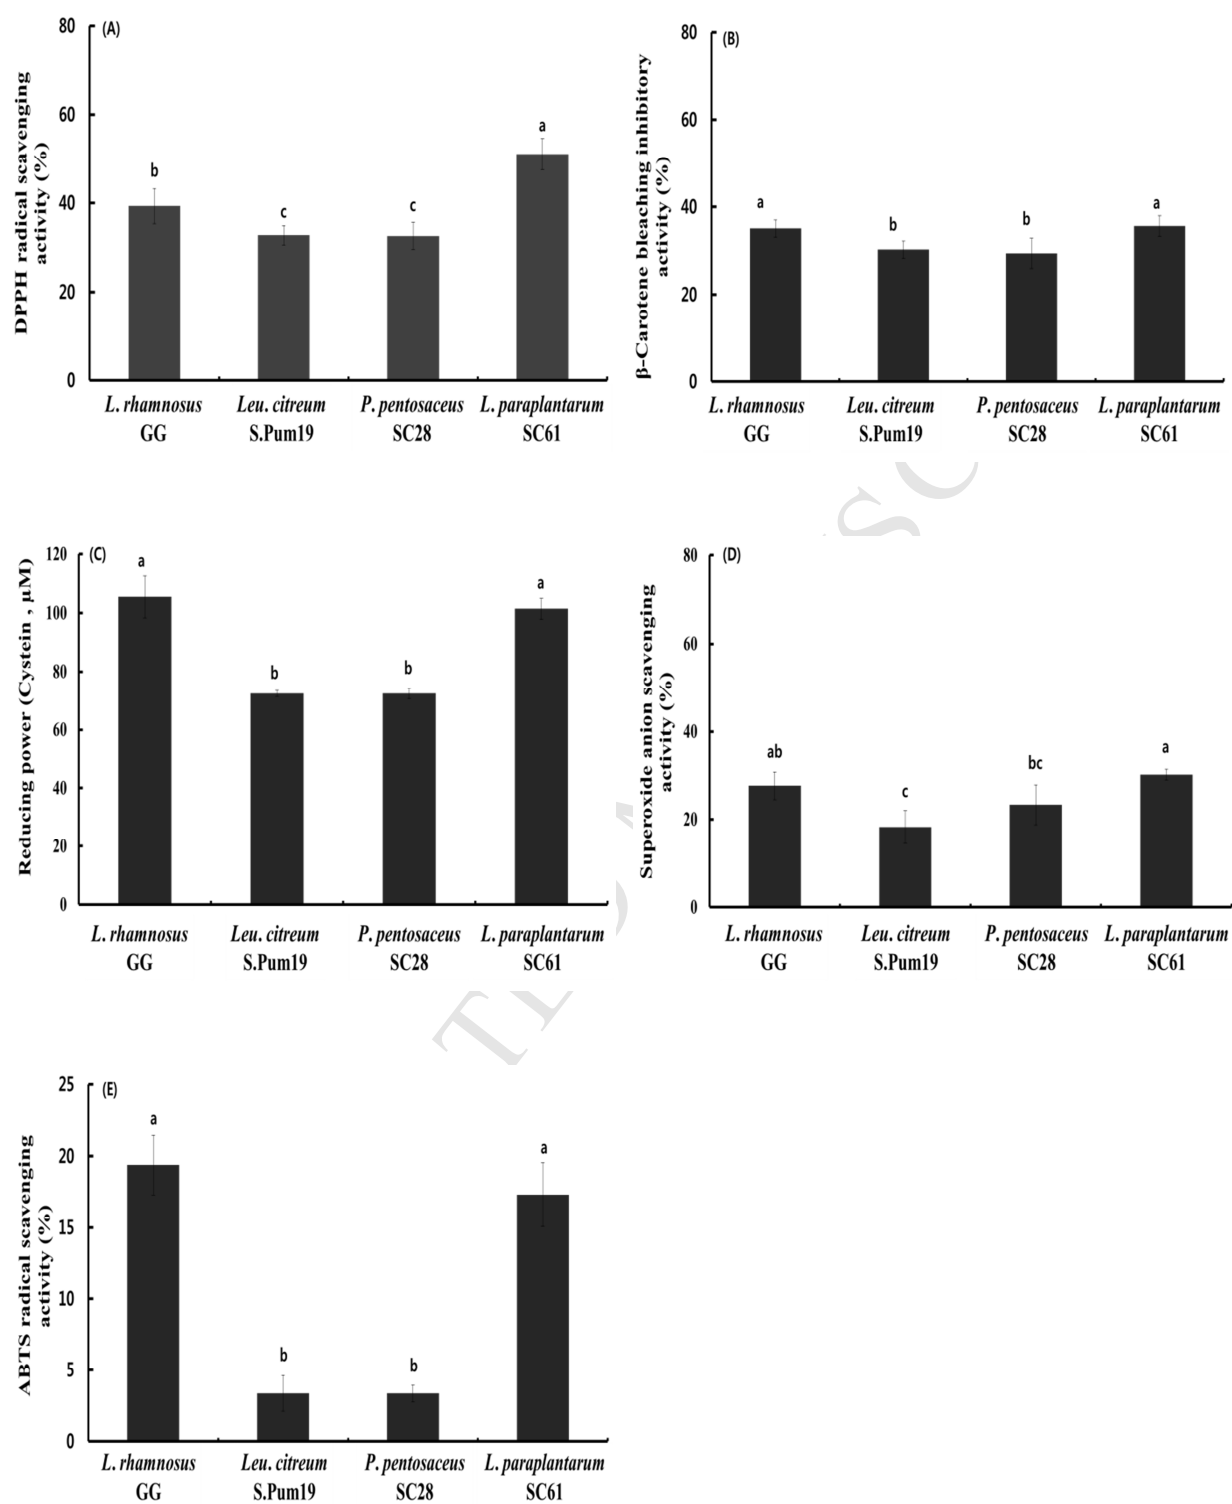 (A)
DPPH radical scavenging
activity (%)
80
60
40
20
0
b
c
c
a
L. rhamnosus
GG
Leu. citreum
S.Pum19
P. pentosaceus
SC28
L. paraplantarum
SC61
(B)
β-Carotene bleaching inhibitory
activity (%)
80
60
40
20
0
a
b
b
a
L. rhamnosus
GG
Leu. citreum
S.Pum19
P. pentosaceus
SC28
L. paraplantarum
SC61
(C)
Reducing power (Cystein , µM)
120
100
80
60
40
20
0
a
b
b
a
L. rhamnosus
GG
Leu. citreum
S.Pum19
P. pentosaceus
SC28
L. paraplantarum
SC61
(D)
Superoxide anion scavenging
activity (%)
80
60
40
20
0
ab
c
bc
a
L. rhamnosus
GG
Leu. citreum
S.Pum19
P. pentosaceus
SC28
L. paraplantarum
SC61
(E)
ABTS radical scavenging
activity (%)
25
20
15
10
5
0
a
b
b
a
L. rhamnosus
GG
Leu. citreum
S.Pum19
P. pentosaceus
SC28
L. paraplantarum
SC61